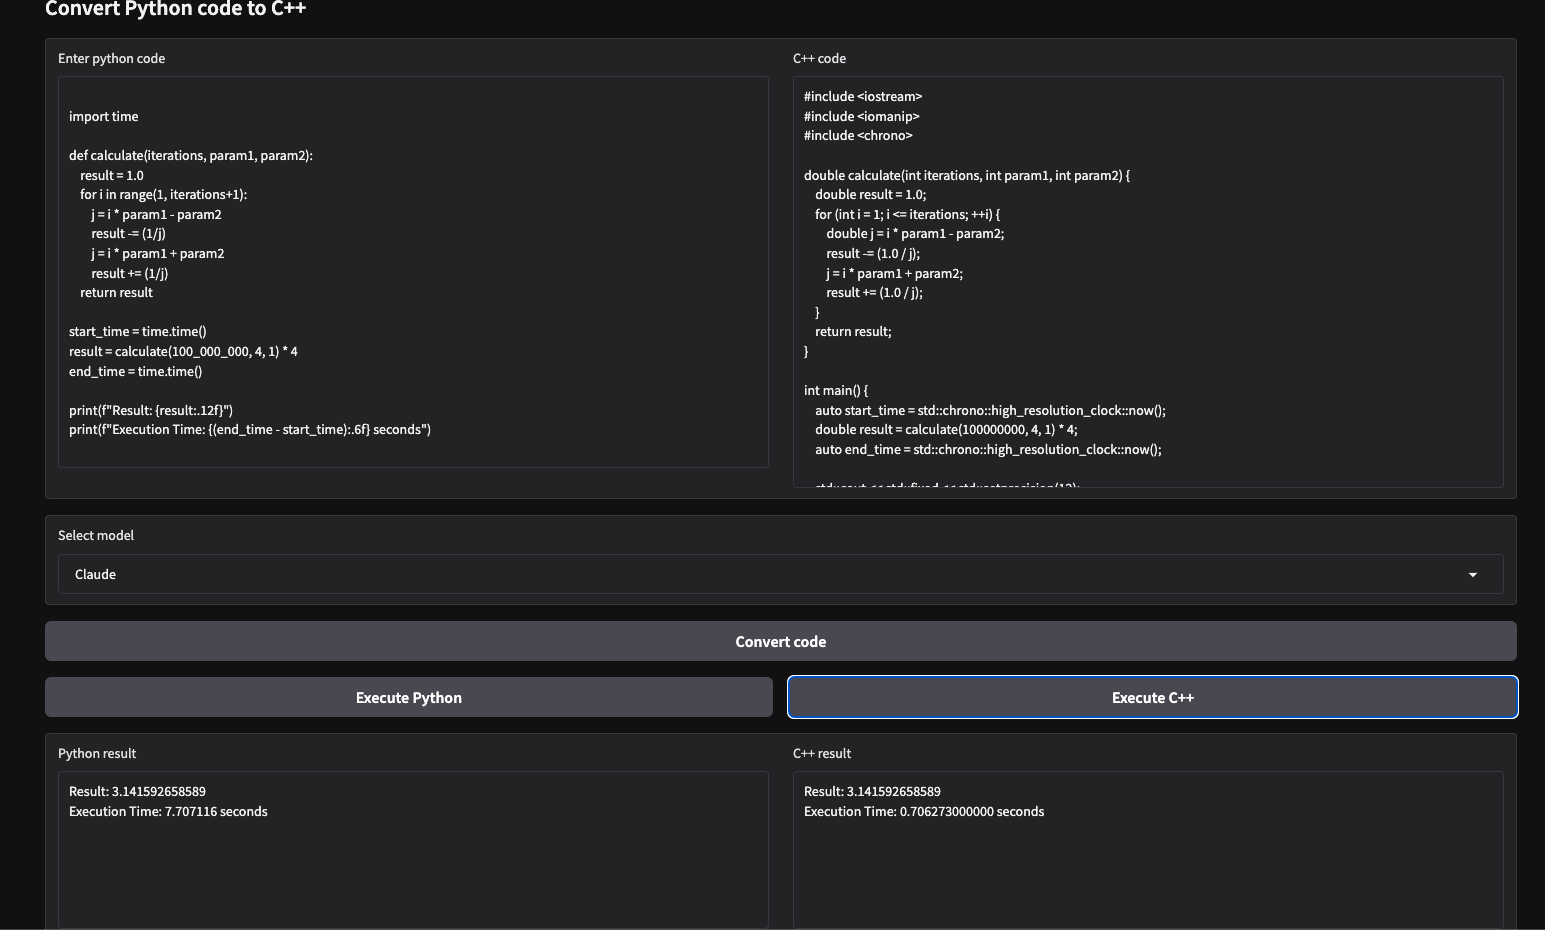 Convert Python code to C++
Enter python code
import time
def calculate(iterations, param1, param2):
result = 1.0
for i in range(1, iterations+1):
j = i * param1 - param2
result -= (1/j)
j = i * param1 + param2
result += (1/j)
return result
start_time = time.time()
result = calculate(100_000_000, 4, 1) * 4
end_time = time.time()
print(f"Result: {result:.12f}")
print(f"Execution Time: {(end_time - start_time):.6f} seconds")
C++ code
#include <iostream>
#include <iomanip>
#include <chrono>
double calculate(int iterations, int param1, int param2) {
double result = 1.0;
for (int i = 1; i <= iterations; ++i) {
double j = i * param1 - param2;
result -= (1.0 / j);
j = i * param1 + param2;
result += (1.0 / j);
}
return result;
}
int main() {
auto start_time = std::chrono::high_resolution_clock::now();
double result = calculate(100000000, 4, 1) * 4;
auto end_time = std::chrono::high_resolution_clock::now();
std::cout << std::fixed << std::setprecision(12);
Select model
Claude
Convert code
Execute Python
Execute C++
Python result
Result: 3.141592658589
Execution Time: 7.707116 seconds
C++ result
Result: 3.141592658589
Execution Time: 0.706273000000 seconds